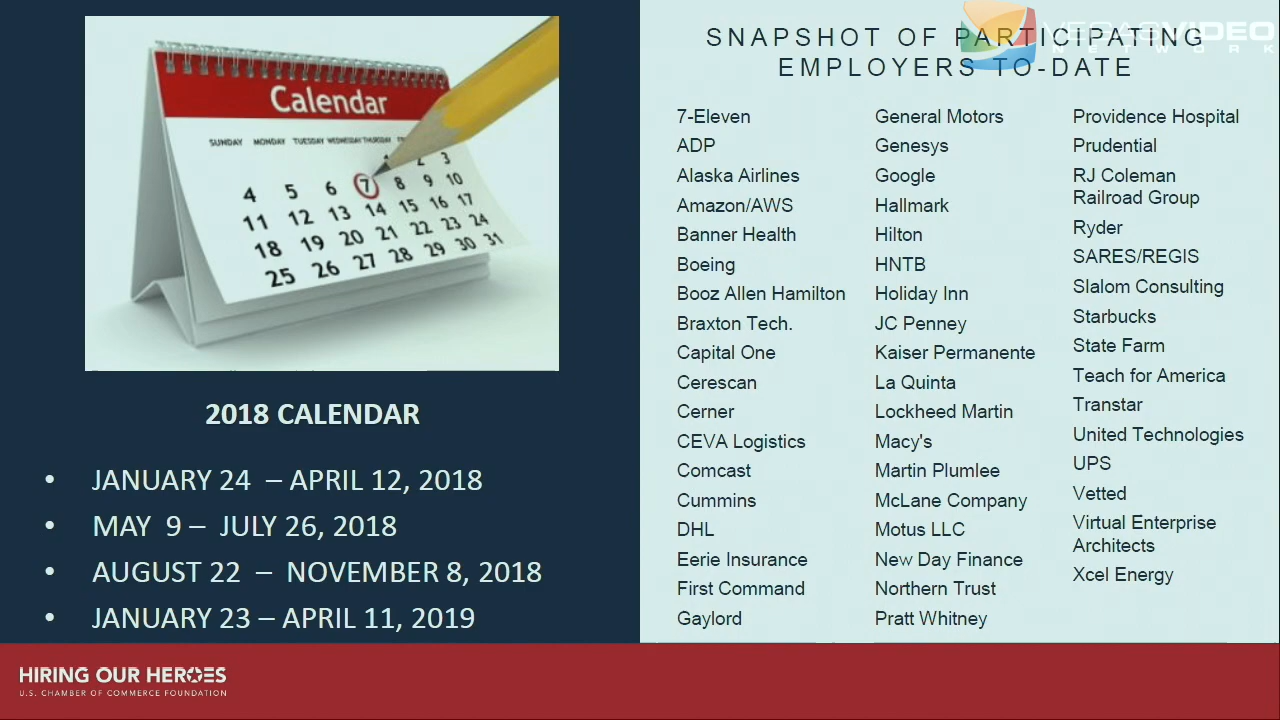 Calendar
SUNDAY MONDAY TUESDAY WEDNESDAY THURSDAY
2 3
4 5 6 7 8 9 10
11 12 13 14 15 16 17
18 19 20 21 22 23 24
25 26 27 28 29 30 31
2018 CALENDAR
• JANUARY 24 – APRIL 12, 2018
• MAY 9 – JULY 26, 2018
• AUGUST 22 – NOVEMBER 8, 2018
• JANUARY 23 – APRIL 11, 2019
VEGAS VIDEO
NETWORK
SNAPSHOT OF PARTICIPATING
EMPLOYERS TO-DATE
7-Eleven
ADP
Alaska Airlines
Amazon/AWS
Banner Health
Boeing
Booz Allen Hamilton
Braxton Tech.
Capital One
Cerescan
Cerner
CEVA Logistics
Comcast
Cummins
DHL
Eerie Insurance
First Command
Gaylord
General Motors
Genesys
Google
Hallmark
Hilton
HNTB
Holiday Inn
JC Penney
Kaiser Permanente
La Quinta
Lockheed Martin
Macy's
Martin Plumlee
McLane Company
Motus LLC
New Day Finance
Northern Trust
Pratt Whitney
Providence Hospital
Prudential
RJ Coleman
Railroad Group
Ryder
SARES/REGIS
Slalom Consulting
Starbucks
State Farm
Teach for America
Transtar
United Technologies
UPS
Vetted
Virtual Enterprise
Architects
Xcel Energy
HIRING OUR HEROES
U.S. CHAMBER OF COMMERCE FOUNDATION